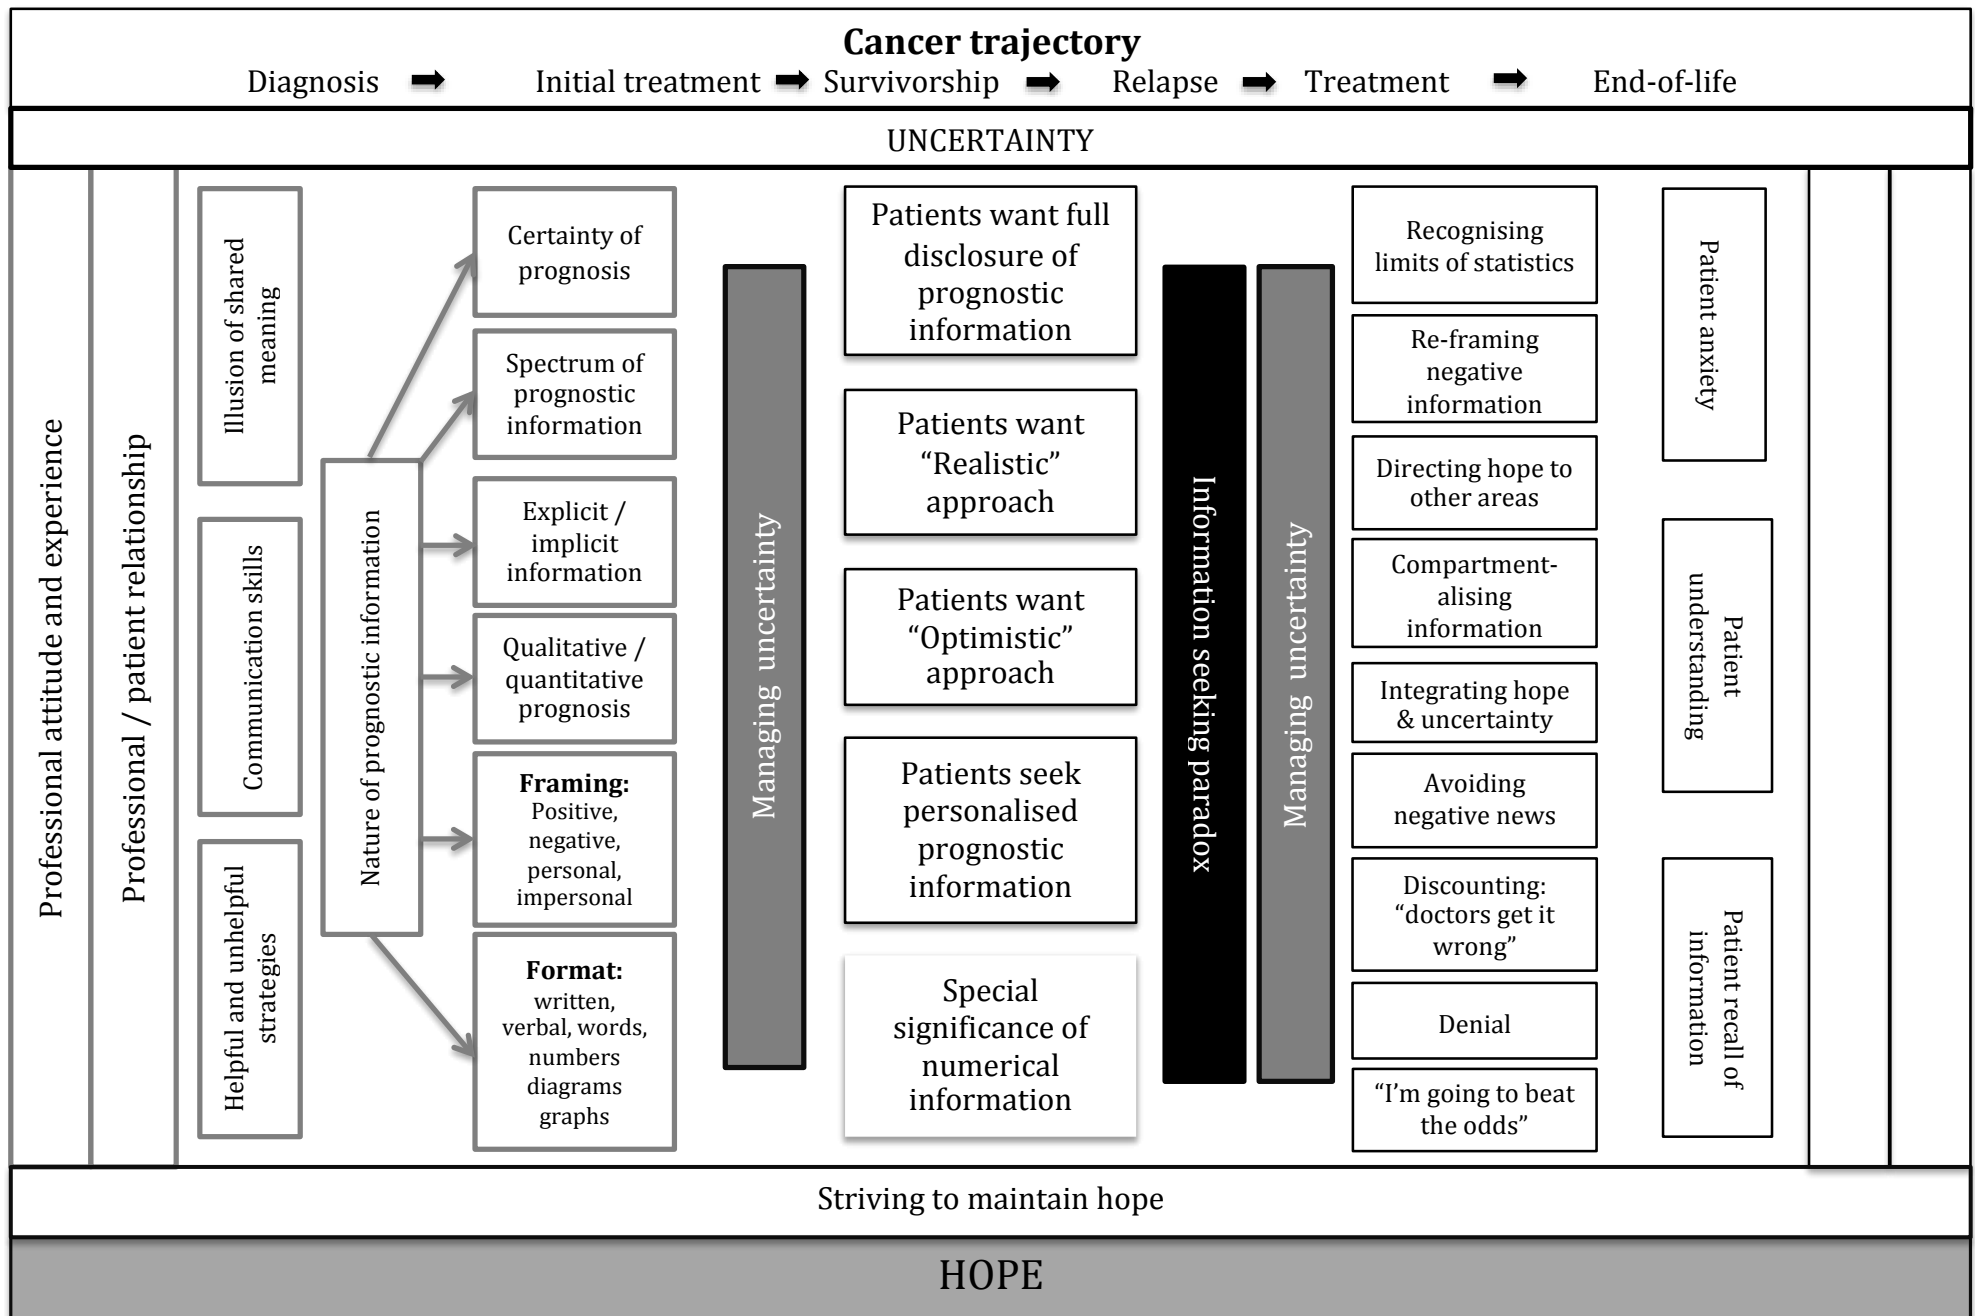 Cancer trajectory
Diagnosis ➡ Initial treatment ➡ Survivorship ➡ Relapse ➡ Treatment ➡ End-of-life
UNCERTAINTY
Professional attitude and experience
Professional / patient relationship
Illusion of shared
meaning
Communication skills
Helpful and unhelpful
strategies
Nature of prognostic information
Certainty of
prognosis
Spectrum of
prognostic
information
Explicit /
implicit
information
Qualitative /
quantitative
prognosis
Framing:
Positive,
negative,
personal,
impersonal
Format:
written,
verbal, words,
numbers
diagrams
graphs
Managing uncertainty
Patients want full
disclosure of
prognostic
information
Patients want
“Realistic”
approach
Patients want
“Optimistic”
approach
Patients seek
personalised
prognostic
information
Special
significance of
numerical
information
Information seeking paradox
Managing uncertainty
Recognising
limits of statistics
Re-framing
negative
information
Directing hope to
other areas
Compartment-
alising
information
Integrating hope
& uncertainty
Avoiding
negative news
Discounting:
“doctors get it
wrong”
Denial
“I’m going to beat
the odds”
Patient anxiety
Patient
understanding
Patient recall of
information
Striving to maintain hope
HOPE